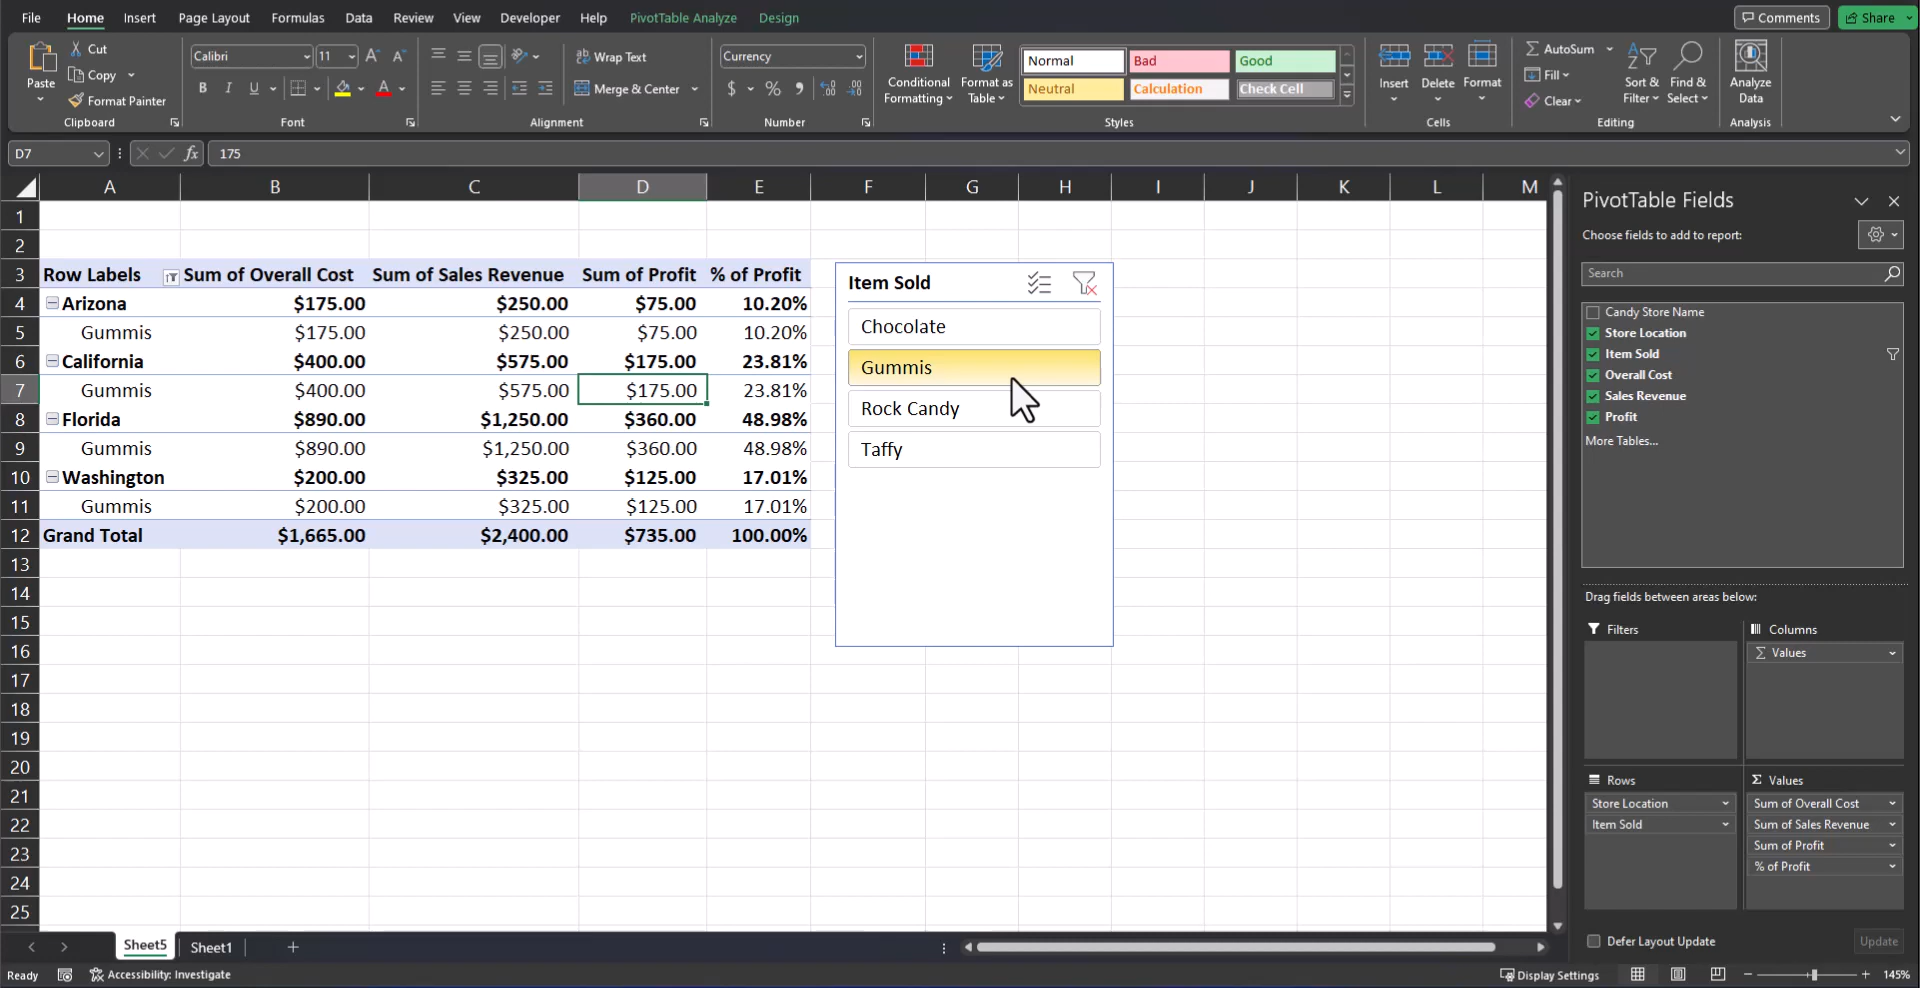 File Home Insert Page Layout Formulas Data Review View Developer Help PivotTable Analyze Design Comments Share
Paste
Cut
Copy
Format Painter
Clipboard
Calibri 11 A A
B I U A
Font
ab Wrap Text
Merge & Center
Alignment
Currency
$ % 9
Number
Conditional
Formatting
Format as
Table
Normal Bad Good
Neutral Calculation Check Cell
Styles
Insert Delete Format
Cells
AutoSum
Fill
Clear
Sort &
Filter
Find &
Select
Editing
Analyze
Data
Analysis
D7 fx 175
A B C D E F G H I J K L M
1
2
3 Row Labels Sum of Overall Cost Sum of Sales Revenue Sum of Profit % of Profit
4 Arizona $175.00 $250.00 $75.00 10.20%
5 Gummis $175.00 $250.00 $75.00 10.20%
6 California $400.00 $575.00 $175.00 23.81%
7 Gummis $400.00 $575.00 $175.00 23.81%
8 Florida $890.00 $1,250.00 $360.00 48.98%
9 Gummis $890.00 $1,250.00 $360.00 48.98%
10 Washington $200.00 $325.00 $125.00 17.01%
11 Gummis $200.00 $325.00 $125.00 17.01%
12 Grand Total $1,665.00 $2,400.00 $735.00 100.00%
13
14
15
16
17
18
19
20
21
22
23
24
25
Item Sold
Chocolate
Gummis
Rock Candy
Taffy
PivotTable Fields
Choose fields to add to report:
Search
Candy Store Name
Store Location
Item Sold
Overall Cost
Sales Revenue
Profit
More Tables...
Drag fields between areas below:
Filters
Columns
Σ Values
Rows
Store Location
Item Sold
Σ Values
Sum of Overall Cost
Sum of Sales Revenue
Sum of Profit
% of Profit
Defer Layout Update Update
Sheet5 Sheet1 +
Ready Accessibility: Investigate Display Settings − + 145%